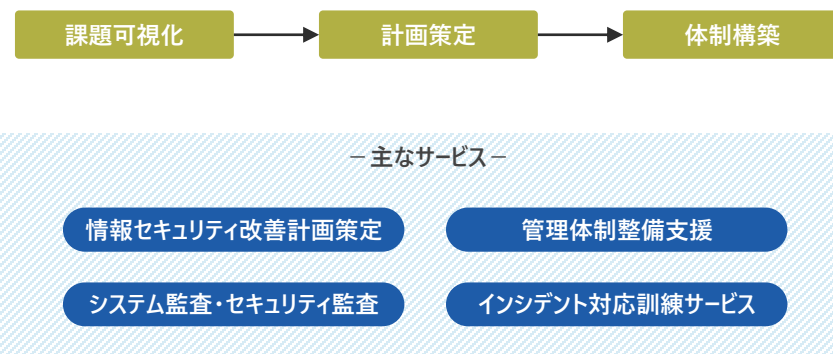 課題可視化
計画策定
体制構築
－主なサービス－
情報セキュリティ改善計画策定
管理体制整備支援
システム監査・セキュリティ監査
インシデント対応訓練サービス